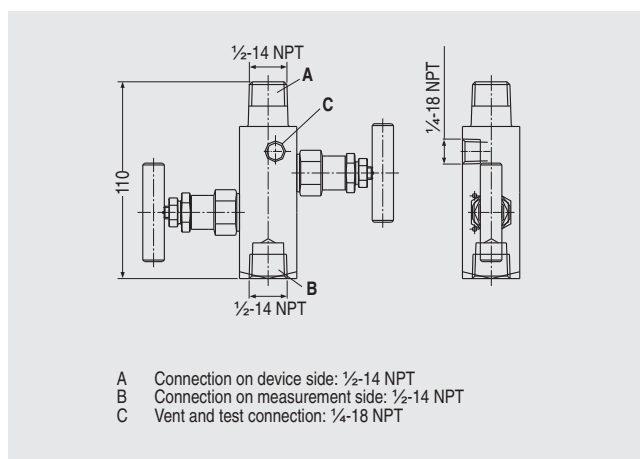 ½-14 NPT
A
C
¼-18 NPT
110
B
½-14 NPT
A Connection on device side: ½-14 NPT
B Connection on measurement side: ½-14 NPT
C Vent and test connection: ¼-18 NPT